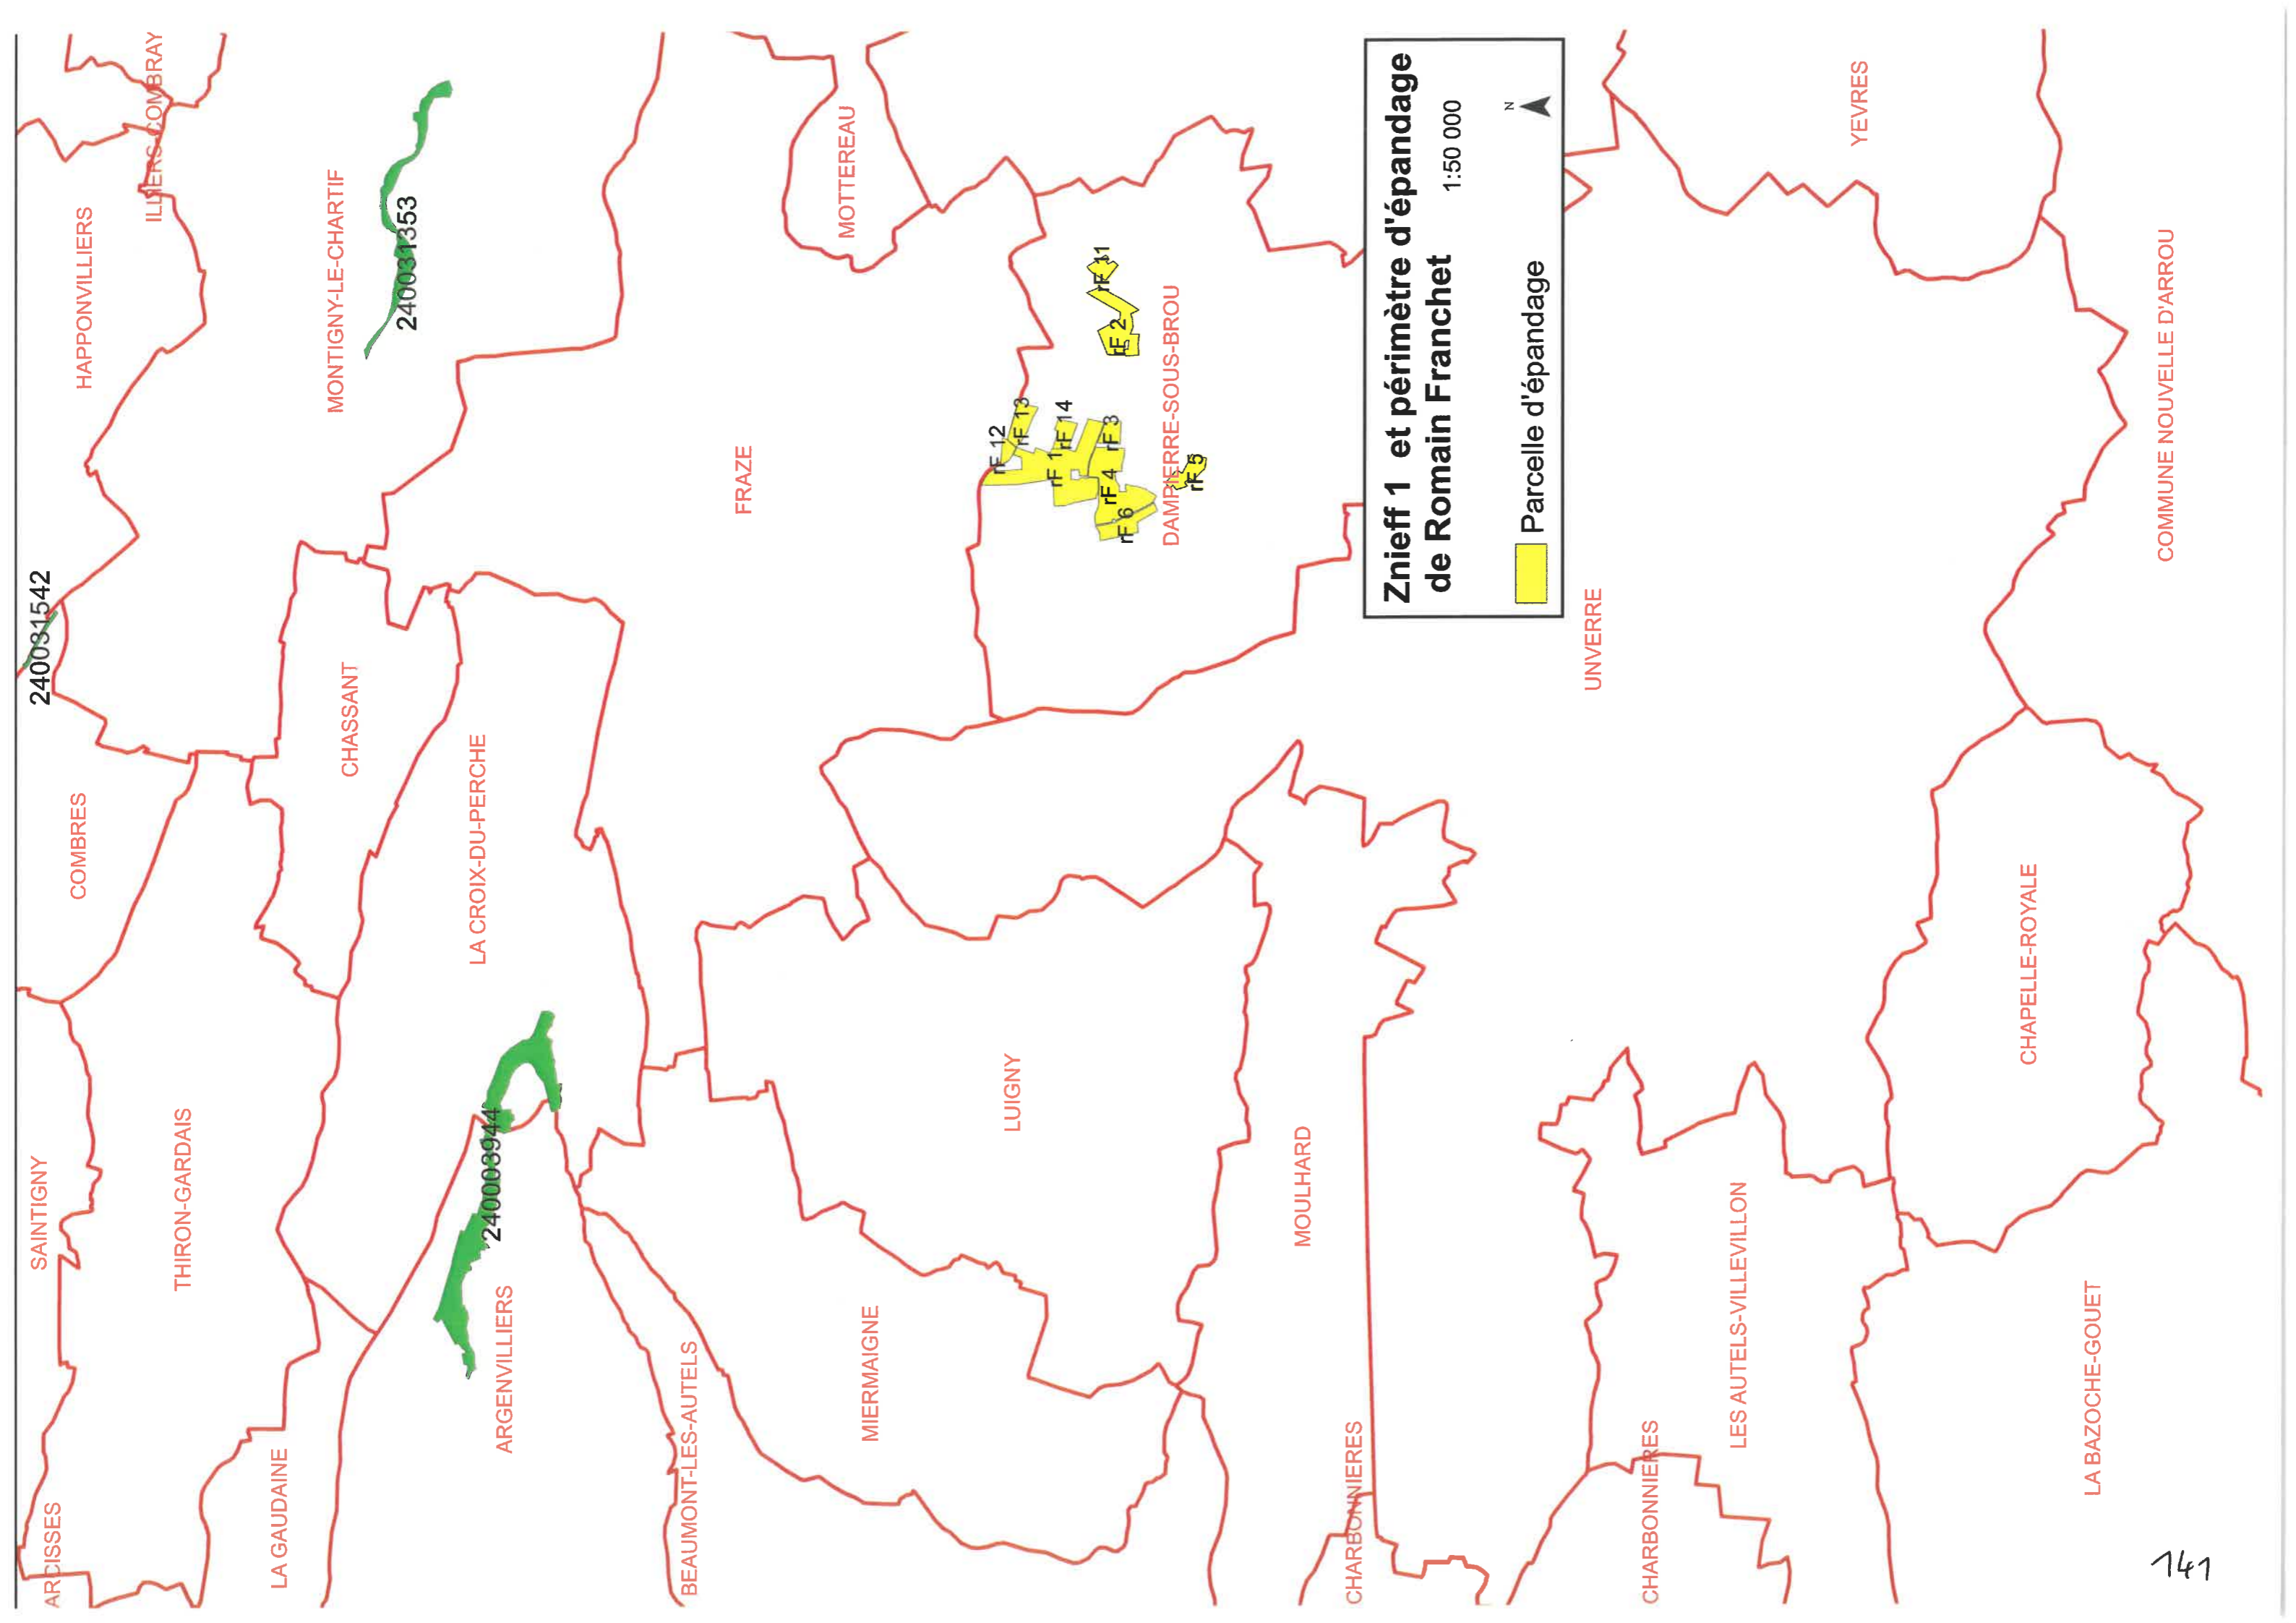 ARCISSES
SAINTIGNY
COMBRES
240031542
HAPPONVILLIERS
ILLIERS-COMBRAY
THIRON-GARDAIS
LA GAUDAINE
CHASSANT
MONTIGNY-LE-CHARTIF
240031353
LA CROIX-DU-PERCHE
240003944
ARGENVILLIERS
BEAUMONT-LES-AUTELS
FRAZE
MOTTEREAU
MIERMAIGNE
LUIGNY
rF 12
rF 13
rF 1
rF 14
rF 4
rF 3
rF 6
rF 2
rF 5
DAMPIERRE-SOUS-BROU
MOULHARD
CHARBONNIERES
Znieff 1 et périmètre d'épandage
de Romain Franchet
1:50 000
N
Parcelle d'épandage
UNVERRE
CHARBONNIERES
LES AUTELS-VILLEVILLON
YEVRES
CHAPELLE-ROYALE
LA BAZOCHE-GOUET
COMMUNE NOUVELLE D'ARROU
141